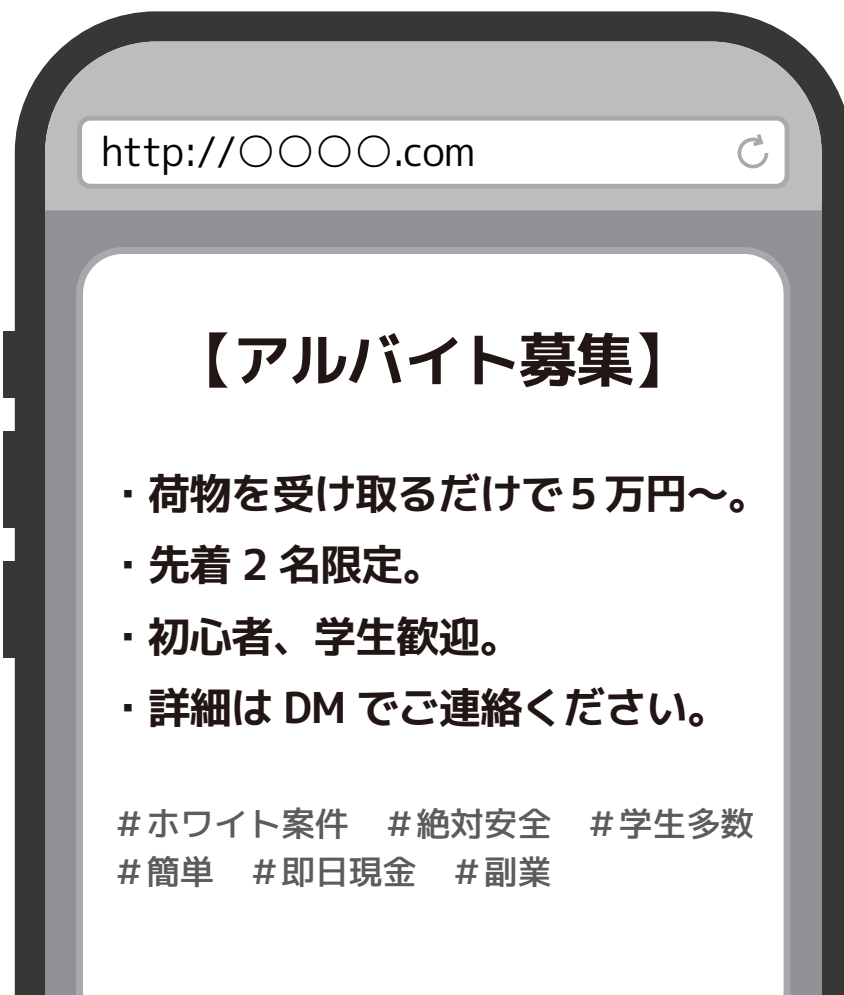 http://○○○○.com
【アルバイト募集】
・荷物を受け取るだけで５万円～。
・先着 2 名限定。
・初心者、学生歓迎。
・詳細は DM でご連絡ください。
＃ホワイト案件　＃絶対安全　＃学生多数
＃簡単　＃即日現金　＃副業